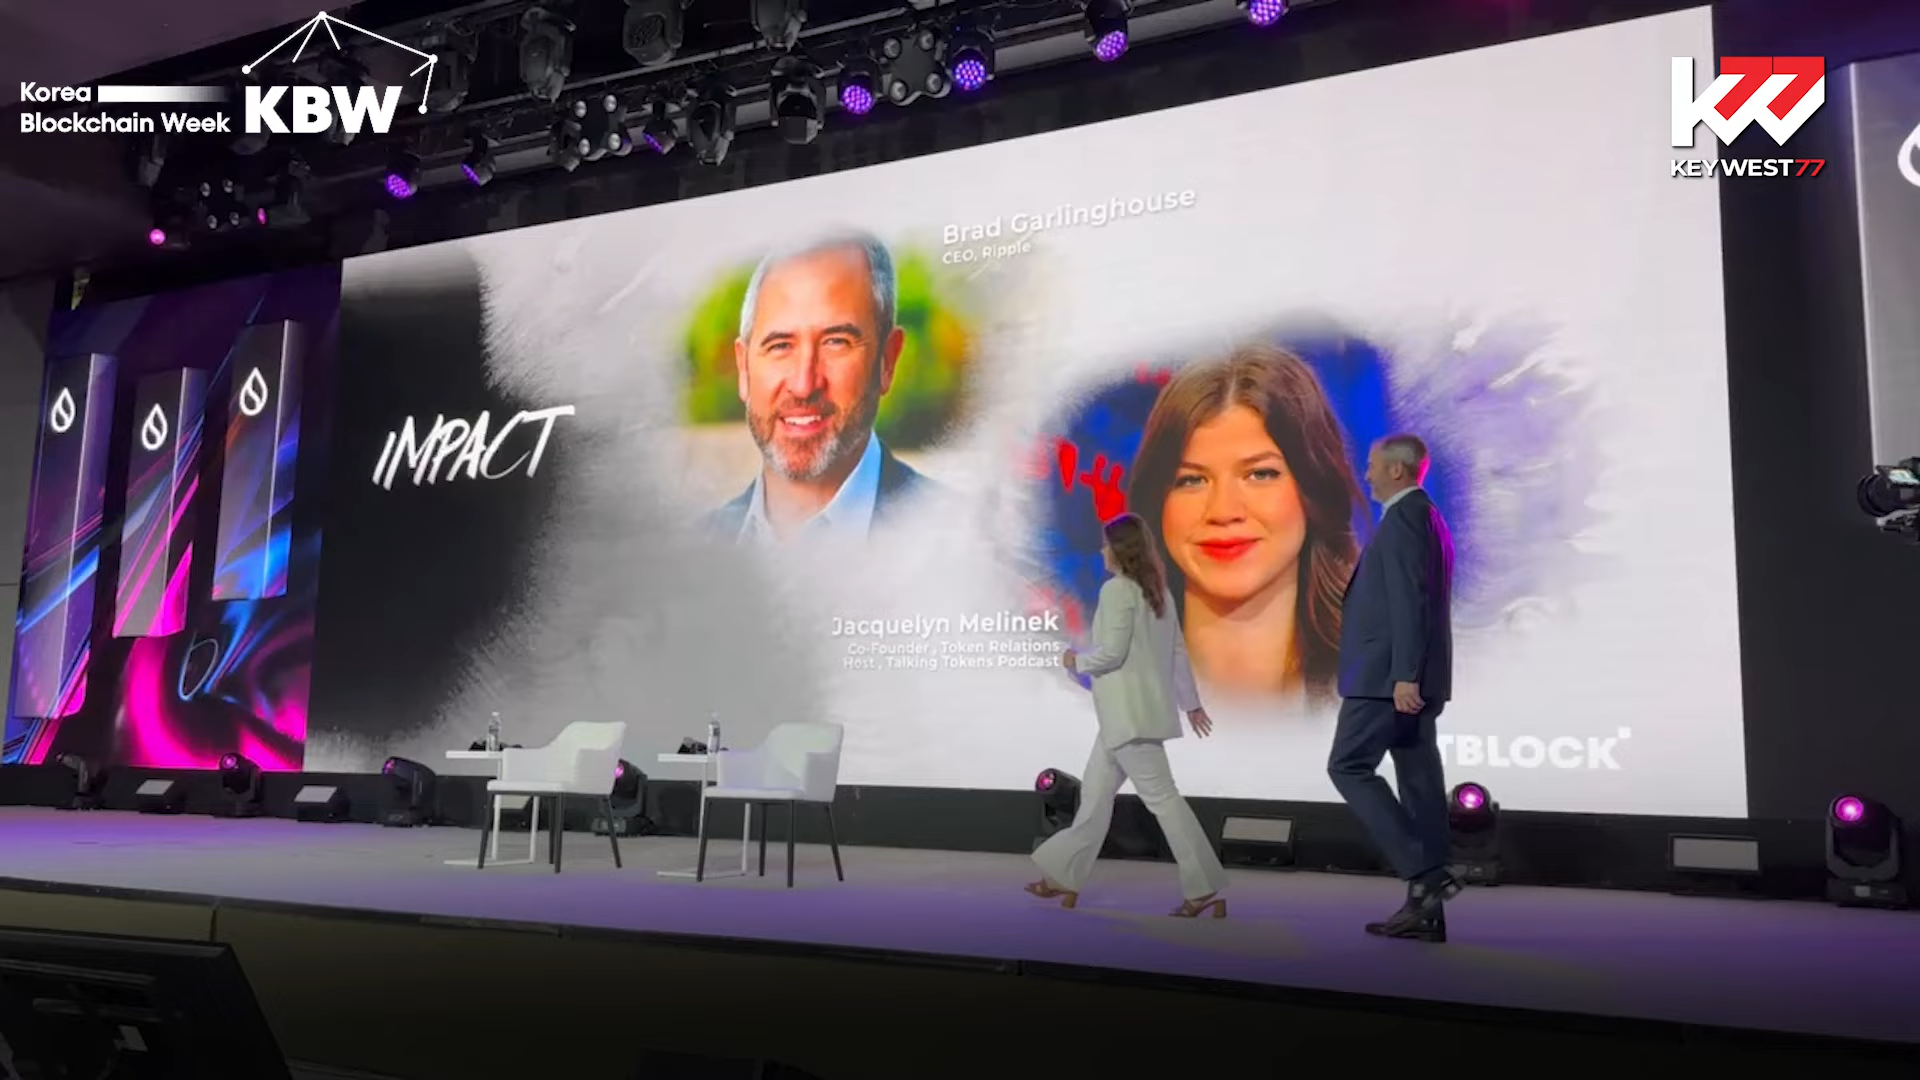 Korea
Blockchain Week
KBW
K77
KEYWEST77
Brad Garlinghouse
CEO, Ripple
IMPACT
Jacquelyn Melinek
Co-Founder, Token Relations
Host, Talking Tokens Podcast
TBLOCK